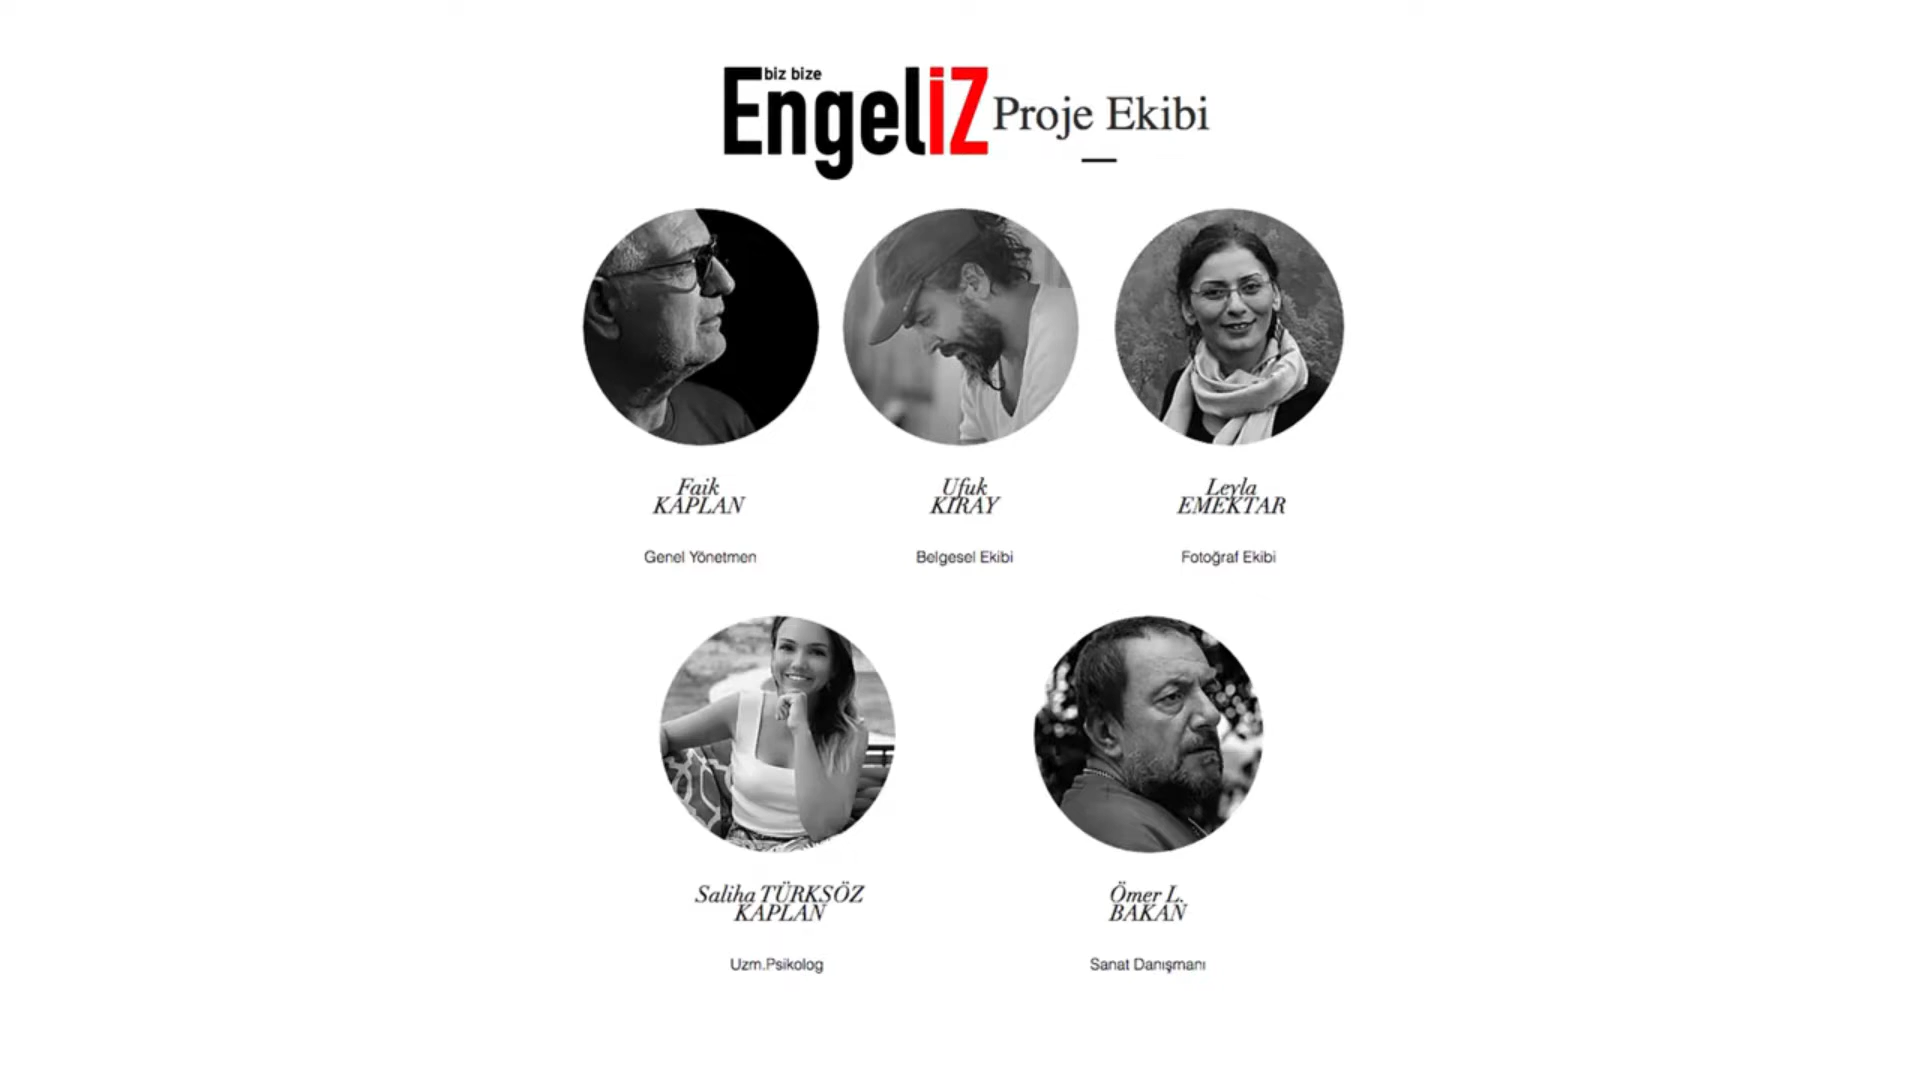 biz bize
EngelİZ Proje Ekibi
Faik
KAPLAN
Genel Yönetmen
Ufuk
KIRAY
Belgesel Ekibi
Leyla
EMEKTAR
Fotoğraf Ekibi
Saliha TÜRKSÖZ
KAPLAN
Uzm.Psikolog
Ömer L.
BAKAN
Sanat Danışmanı